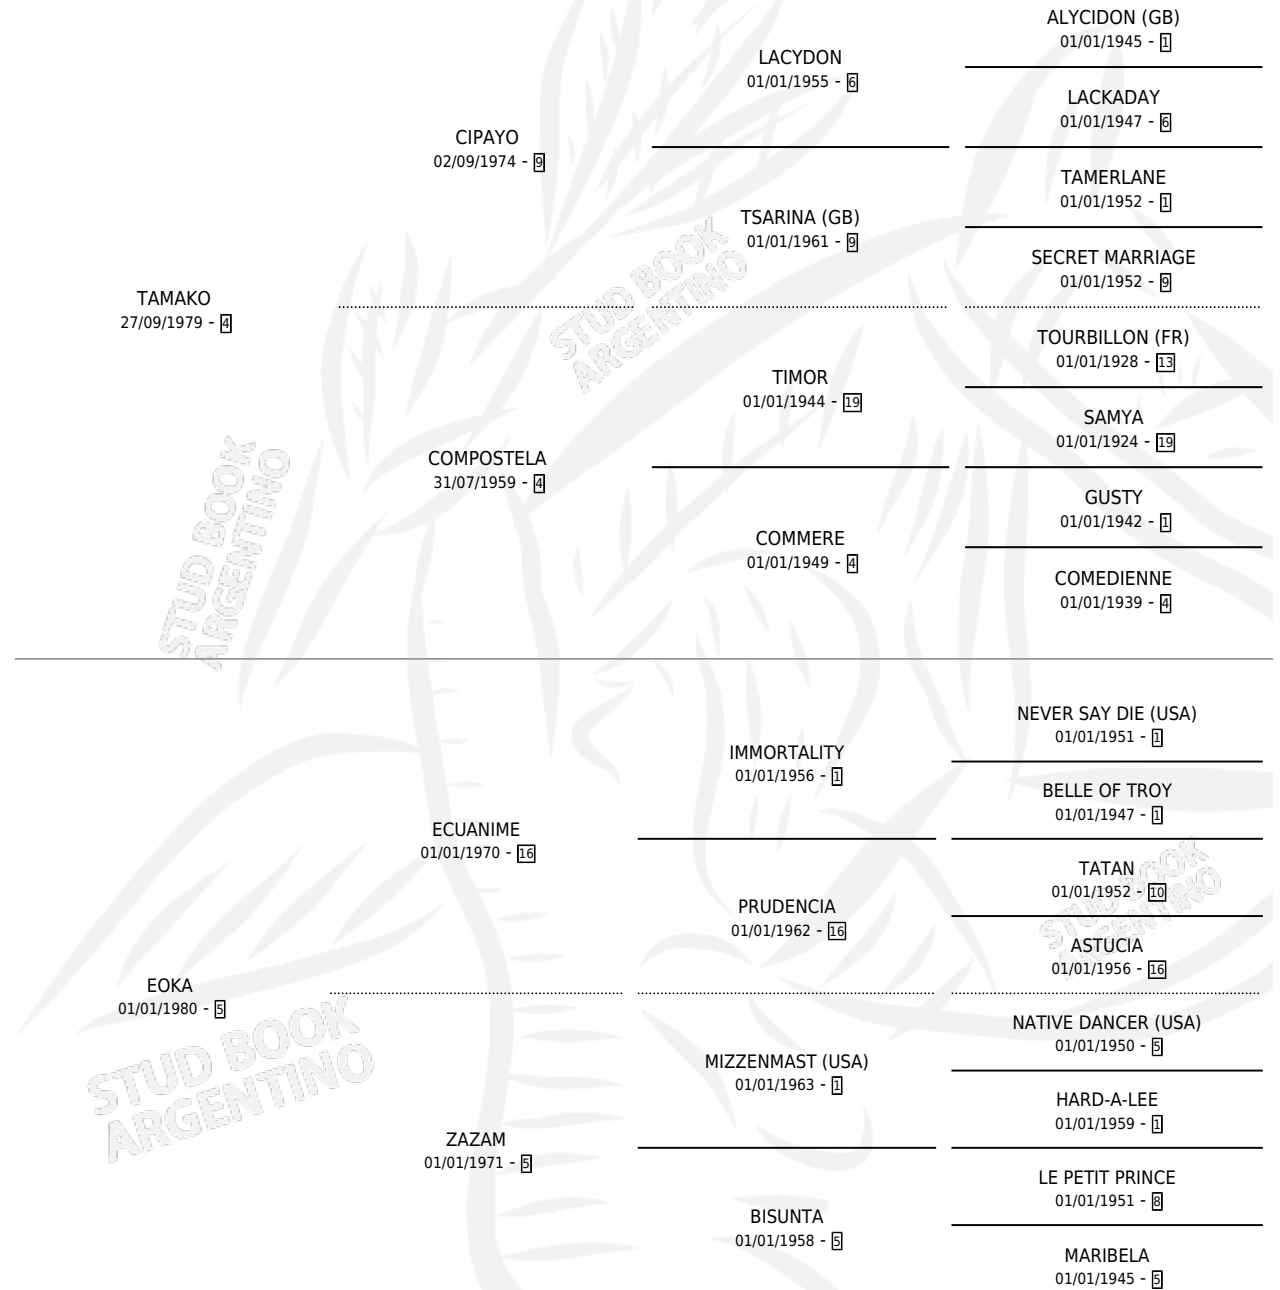 ALYCIDON (GB)
01/01/1945 - 1
LACYDON
01/01/1955 - 6
LACKADAY
01/01/1947 - 6
CIPAYO
02/09/1974 - 9
TAMERLANE
01/01/1952 - 1
TSARINA (GB)
01/01/1961 - 9
SECRET MARRIAGE
01/01/1952 - 9
STUD BOOK
ARGENTINO
TAMAKO
27/09/1979 - 4
TOURBILLON (FR)
01/01/1928 - 13
TIMOR
01/01/1944 - 19
SAMYA
01/01/1924 - 19
COMPOSTELA
31/07/1959 - 4
GUSTY
01/01/1942 - 1
COMMERE
01/01/1949 - 4
COMEDIENNE
01/01/1939 - 4
STUD BOOK
ARGENTINO
NEVER SAY DIE (USA)
01/01/1951 - 1
IMMORTALITY
01/01/1956 - 1
BELLE OF TROY
01/01/1947 - 1
ECUANIME
01/01/1970 - 16
TATAN
01/01/1952 - 10
PRUDENCIA
01/01/1962 - 16
ASTUCIA
01/01/1956 - 16
STUD BOOK
ARGENTINO
EOKA
01/01/1980 - 5
NATIVE DANCER (USA)
01/01/1950 - 5
MIZZENMAST (USA)
01/01/1963 - 1
HARD-A-LEE
01/01/1959 - 1
STUD BOOK
ARGENTINO
ZAZAM
01/01/1971 - 5
LE PETIT PRINCE
01/01/1951 - 8
BISUNTA
01/01/1958 - 5
MARIBELA
01/01/1945 - 5